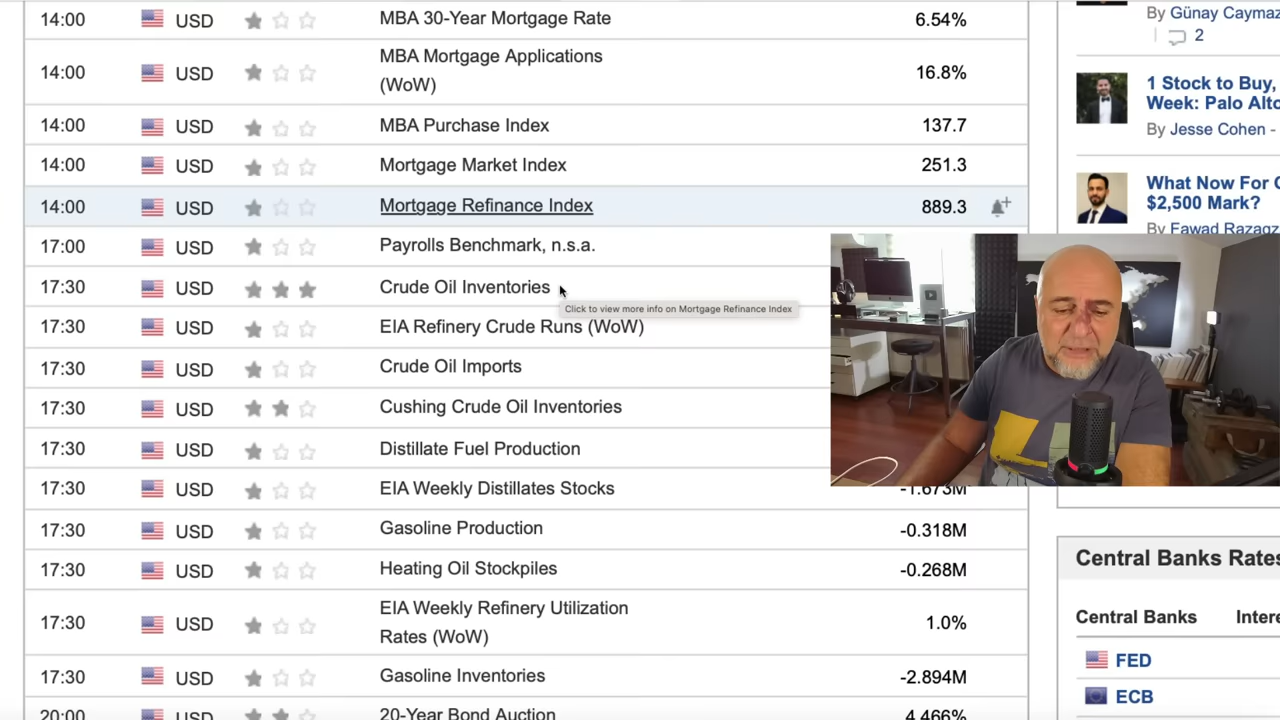 14:00 USD MBA 30-Year Mortgage Rate 6.54%
14:00 USD MBA Mortgage Applications 16.8%
(WoW)
14:00 USD MBA Purchase Index 137.7
14:00 USD Mortgage Market Index 251.3
14:00 USD Mortgage Refinance Index 889.3
17:00 USD Payrolls Benchmark, n.s.a.
17:30 USD Crude Oil Inventories
Click to view more info on Mortgage Refinance Index
17:30 USD EIA Refinery Crude Runs (WoW)
17:30 USD Crude Oil Imports
17:30 USD Cushing Crude Oil Inventories
17:30 USD Distillate Fuel Production
17:30 USD EIA Weekly Distillates Stocks -1.673M
17:30 USD Gasoline Production -0.318M
17:30 USD Heating Oil Stockpiles -0.268M
17:30 USD EIA Weekly Refinery Utilization 1.0%
Rates (WoW)
17:30 USD Gasoline Inventories -2.894M
20:00 USD 20-Year Bond Auction 4.466%
By Günay Caymaz
2
1 Stock to Buy,
Week: Palo Alto
By Jesse Cohen -
What Now For
$2,500 Mark?
By Fawad Razaqz
Central Banks Rates
Central Banks
FED
ECB